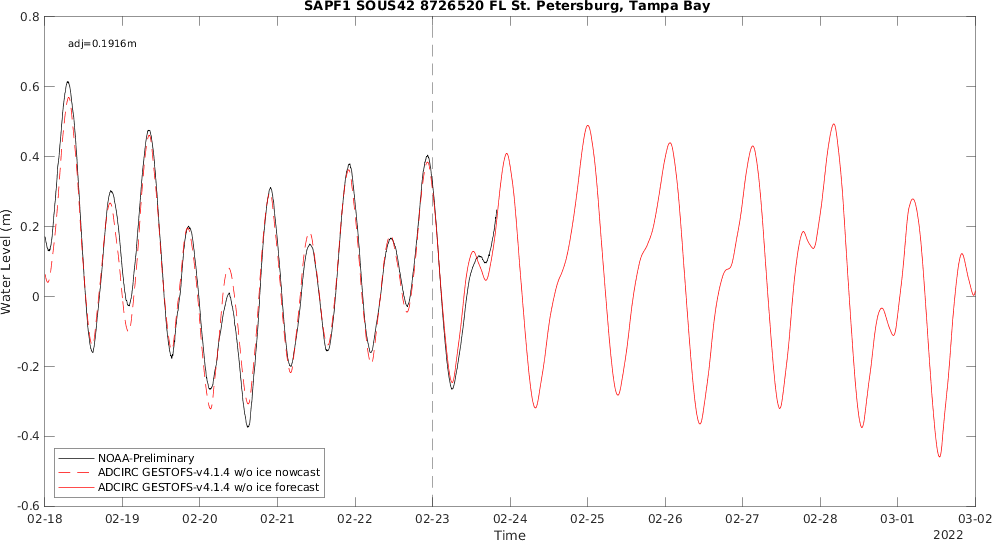 SAPF1 SOUS42 8726520 FL St. Petersburg, Tampa Bay
adj=0.1916m
0.8
0.6
0.4
0.2
0
-0.2
-0.4
-0.6
Water Level (m)
NOAA-Preliminary
ADCIRC GESTOFS-v4.1.4 w/o ice nowcast
ADCIRC GESTOFS-v4.1.4 w/o ice forecast
02-18 02-19 02-20 02-21 02-22 02-23 02-24 02-25 02-26 02-27 02-28 03-01 03-02
Time
2022